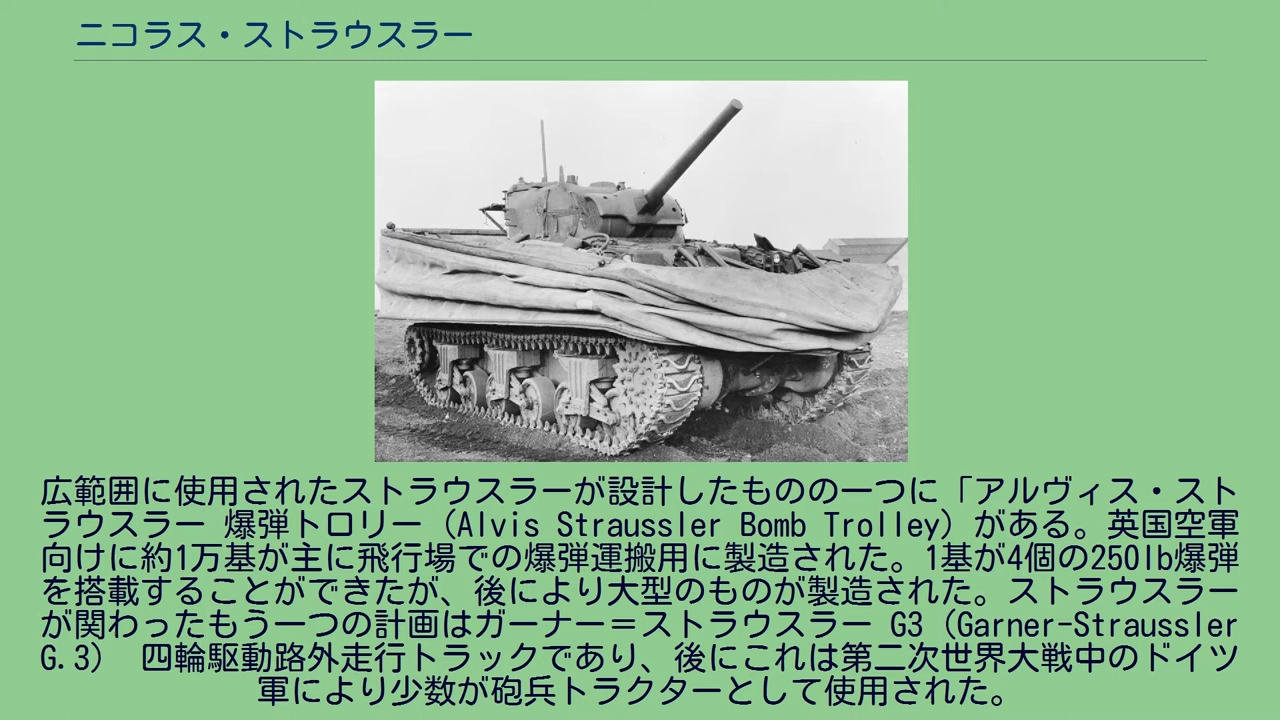 ニコラス・ストラウスラー
広範囲に使用されたストラウスラーが設計したものの一つに「アルヴィス・スト
ラウスラー 爆弾トロリー（Alvis Straussler Bomb Trolley）がある。英国空軍
向けに約1万基が主に飛行場での爆弾運搬用に製造された。1基が4個の250lb爆弾
を搭載することができたが、後により大型のものが製造された。ストラウスラー
が関わったもう一つの計画はガーナー＝ストラウスラー G3（Garner-Straussler
G.3） 四輪駆動路外走行トラックであり、後にこれは第二次世界大戦中のドイツ
軍により少数が砲兵トラクターとして使用された。